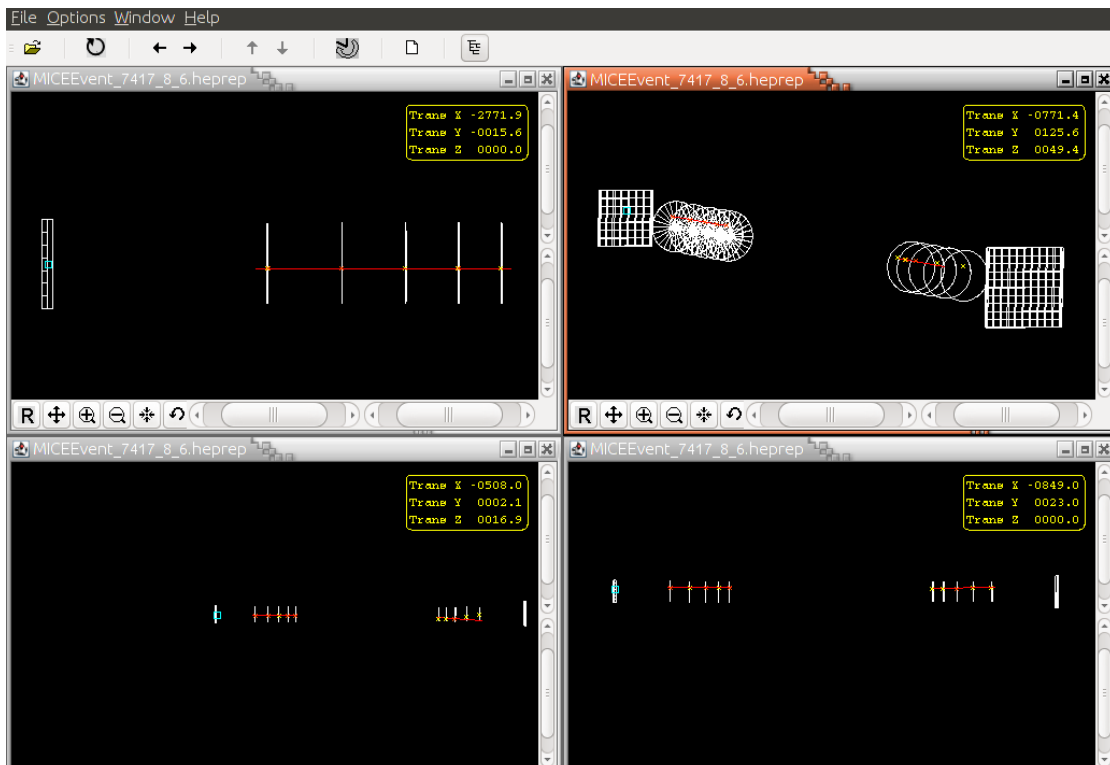 File Options Window Help
MICEEvent_7417_8_6.heprep
Trans X -2771.9
Trans Y -0015.6
Trans Z 0000.0
R
MICEEvent_7417_8_6.heprep
Trans X -0771.4
Trans Y 0125.6
Trans Z 0049.4
R
MICEEvent_7417_8_6.heprep
Trans X -0508.0
Trans Y 0002.1
Trans Z 0016.9
MICEEvent_7417_8_6.heprep
Trans X -0849.0
Trans Y 0023.0
Trans Z 0000.0